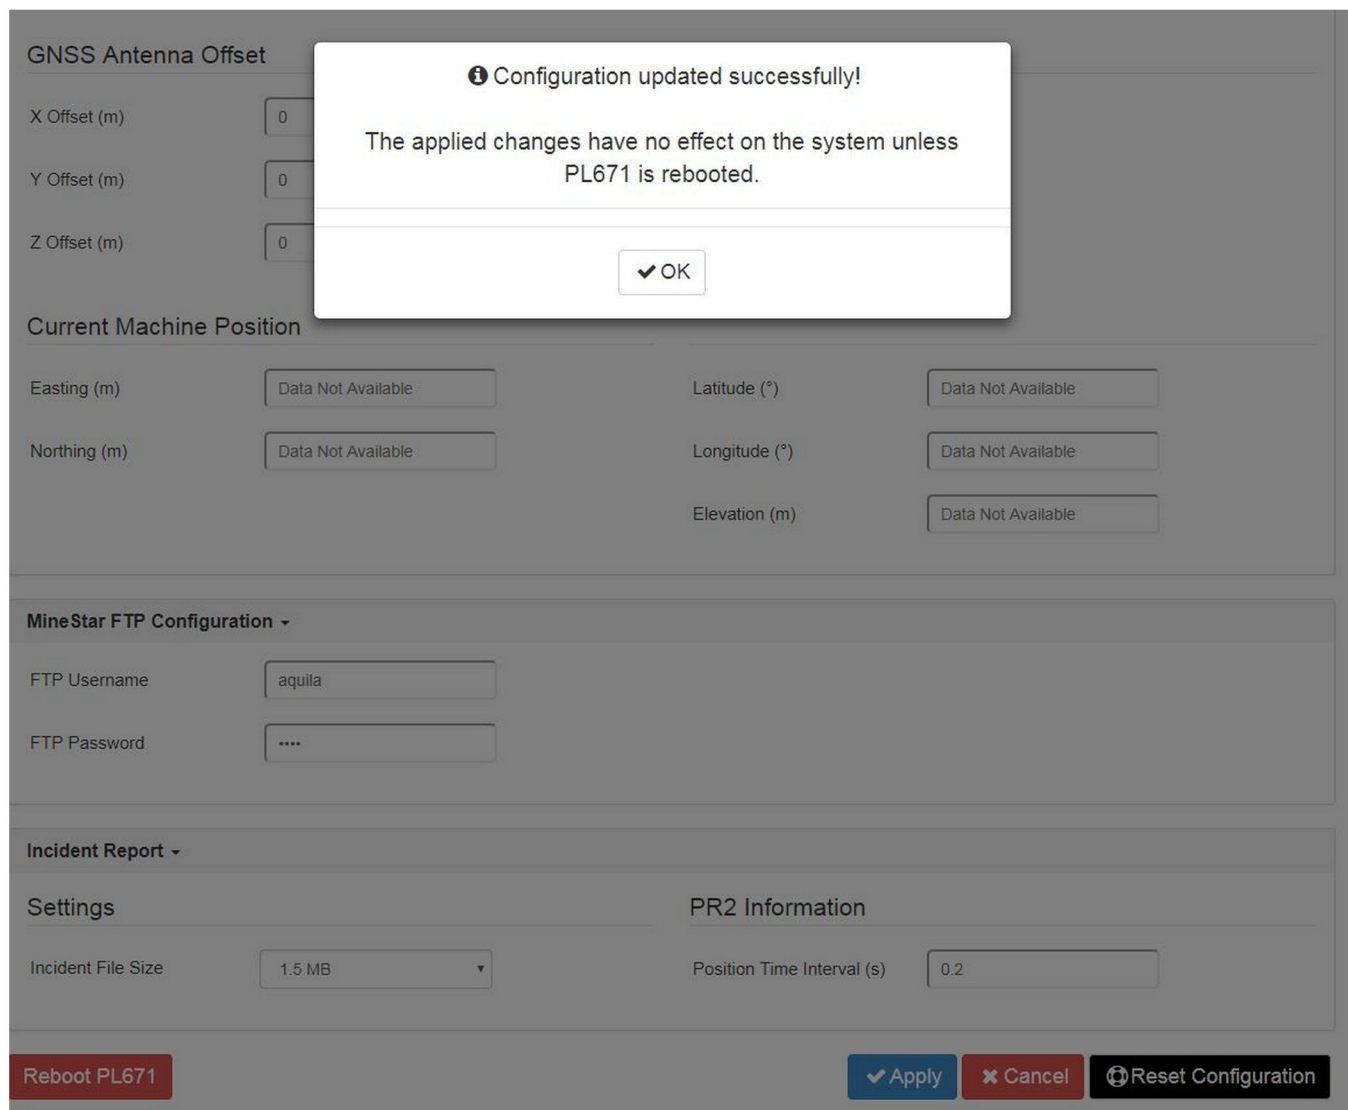 GNSS Antenna Offset
Configuration updated successfully!
The applied changes have no effect on the system unless
PL671 is rebooted.
OK
X Offset (m) 0
Y Offset (m) 0
Z Offset (m) 0
Current Machine Position
Easting (m) Data Not Available Latitude (°) Data Not Available
Northing (m) Data Not Available Longitude (°) Data Not Available
Elevation (m) Data Not Available
MineStar FTP Configuration
FTP Username aquila
FTP Password ••••
Incident Report
Settings PR2 Information
Incident File Size 1.5 MB Position Time Interval (s) 0.2
Reboot PL671 Apply Cancel Reset Configuration